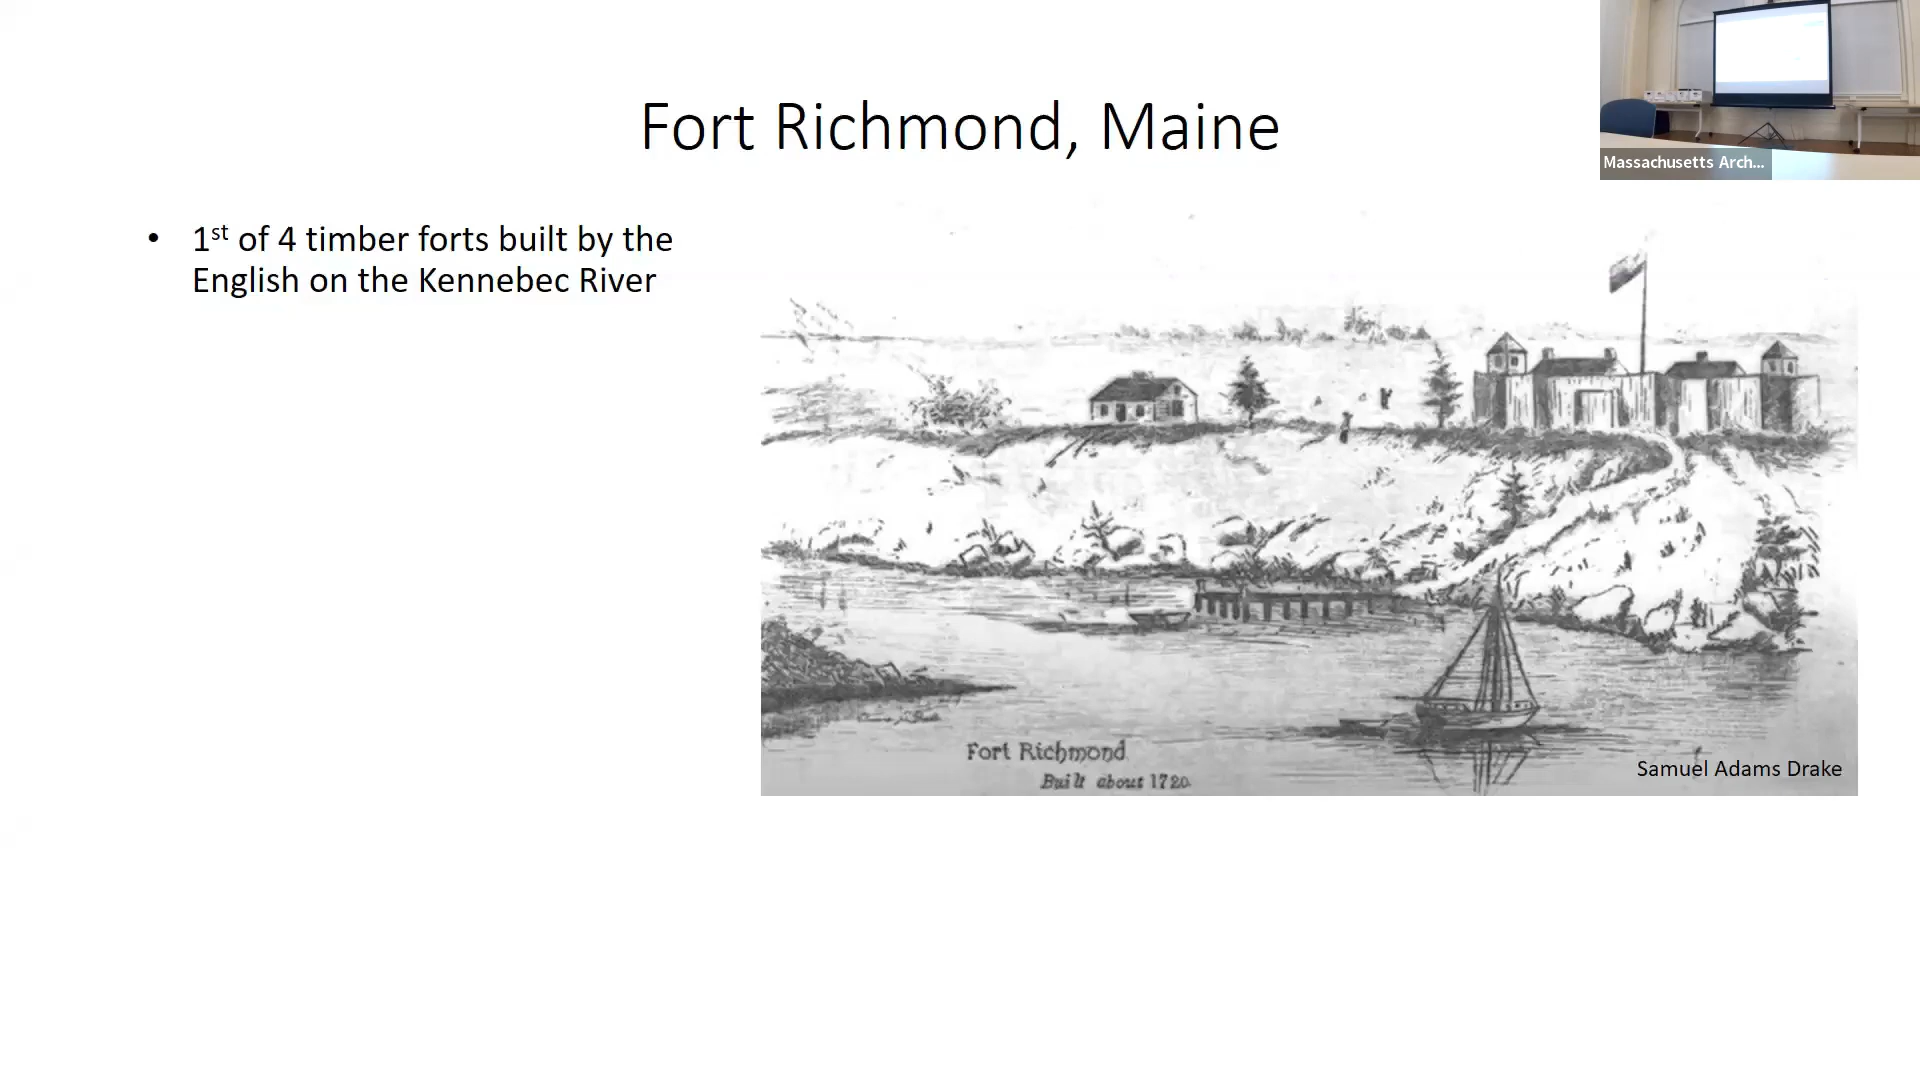 Fort Richmond, Maine
Massachusetts Arch...
• 1st of 4 timber forts built by the
English on the Kennebec River
Fort Richmond
Built about 1720.
Samuel Adams Drake